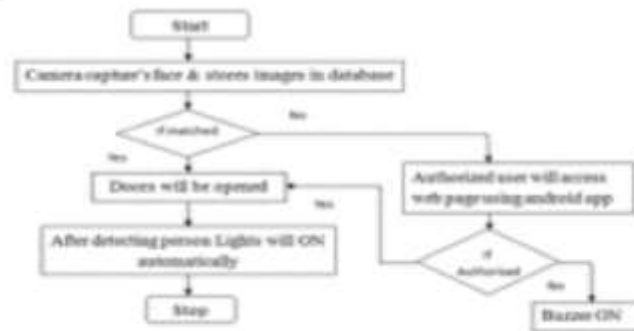 Start
Camera capture's face & stores images in database
If matched
No
Yes
Doors will be opened
Authorized user will access
web page using android app
Yes
After detecting person Lights will ON
automatically
If
Authorised
No
Stop
Buzzer ON